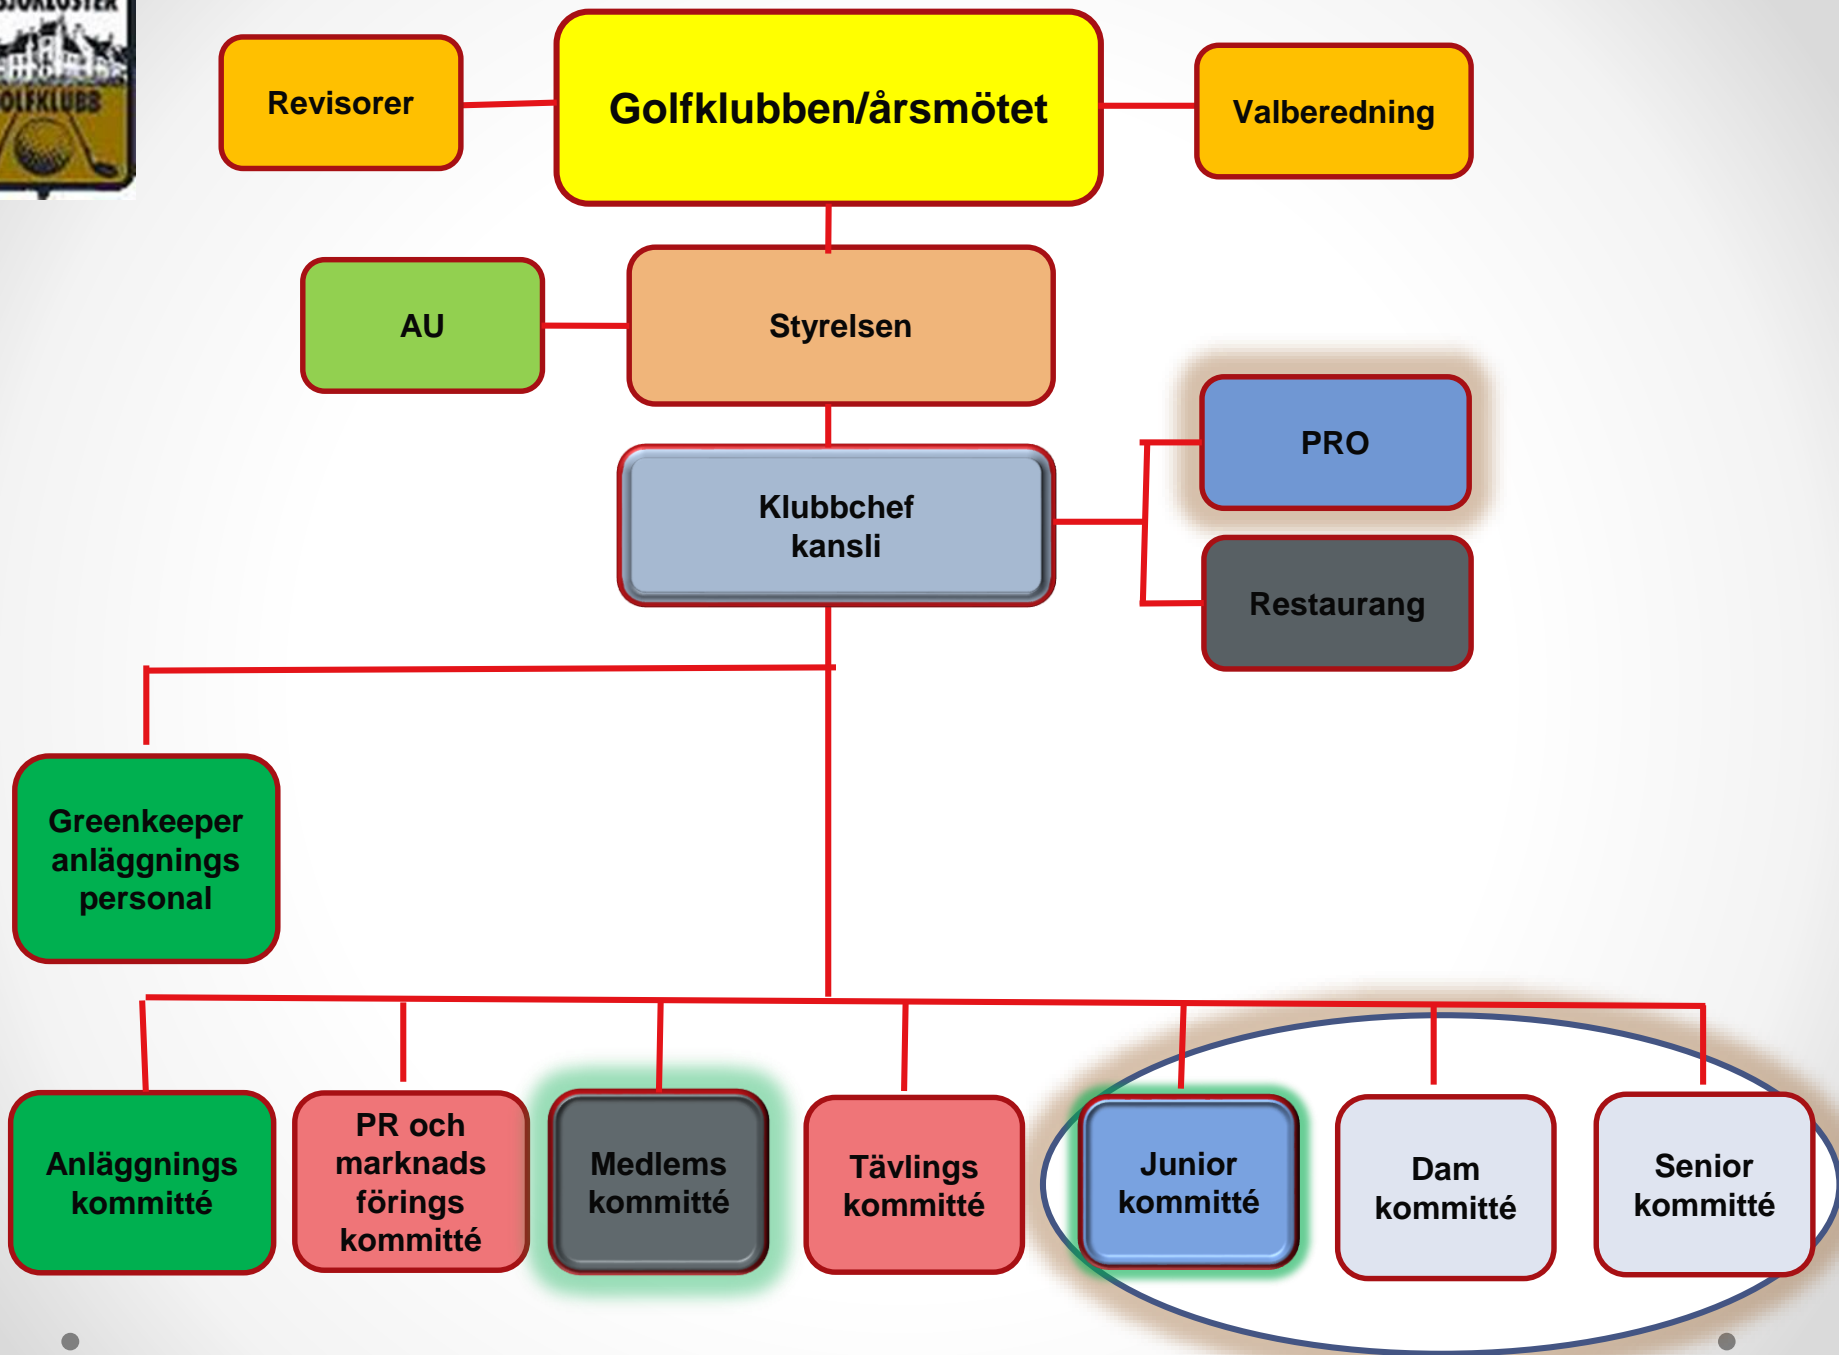 GOLFKLUBB
Revisorer
Golfklubben/årsmötet
Valberedning
AU
Styrelsen
PRO
Klubbchef
kansli
Restaurang
Greenkeeper
anläggnings
personal
Anläggnings
kommitté
PR och
marknads
förings
kommitté
Medlems
kommitté
Tävlings
kommitté
Junior
kommitté
Dam
kommitté
Senior
kommitté